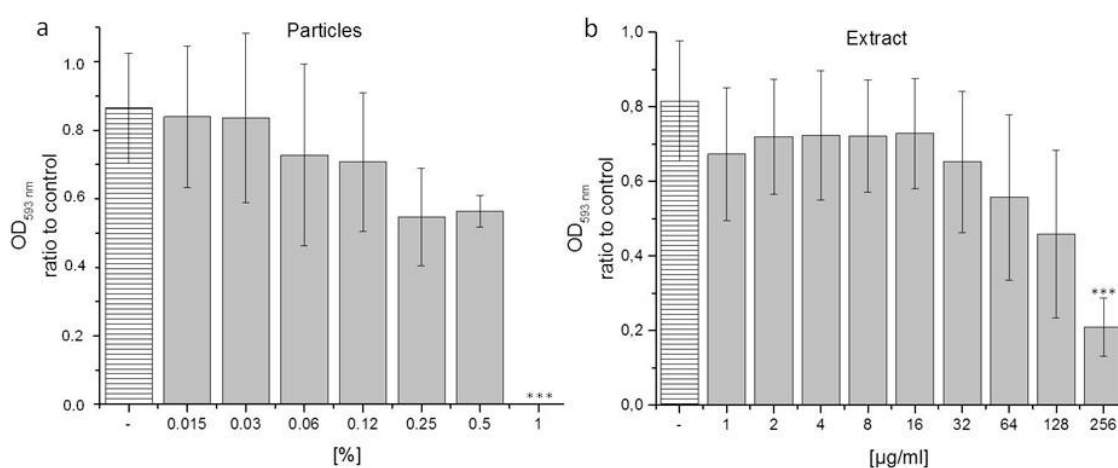 a
Particles
1.0
0.8
0.6
0.4
0.2
0.0
OD593 nm
ratio to control
***
- 0.015 0.03 0.06 0.12 0.25 0.5 1
[%]
b
Extract
1,0
0,8
0,6
0,4
0,2
0,0
OD593 nm
ratio to control
***
- 1 2 4 8 16 32 64 128 256
[µg/ml]